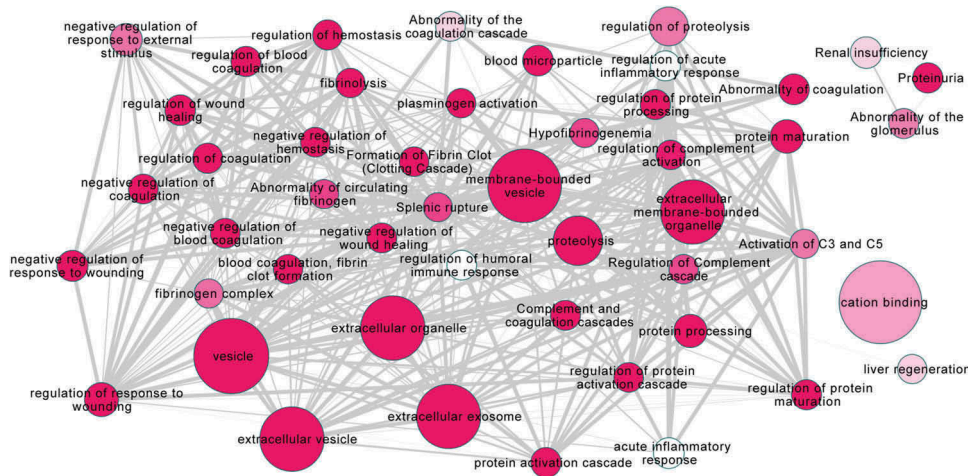 negative regulation of
response to external
stimulus
regulation of blood
coagulation
regulation of hemostasis
Abnormality of the
coagulation cascade
regulation of proteolysis
Renal insufficiency
Proteinuria
blood microparticle
regulation of acute
inflammatory response
fibrinolysis
Abnormality of coagulation
regulation of wound
healing
plasminogen activation
regulation of protein
processing
Abnormality of the
glomerulus
negative regulation of
hemostasis
Hypofibrinogenemia
protein maturation
regulation of coagulation
Formation of Fibrin Clot
(Clotting Cascade)
regulation of complement
activation
negative regulation of
coagulation
Abnormality of circulating
fibrinogen
membrane-bounded
vesicle
Splenic rupture
extracellular
membrane-bounded
organelle
negative regulation of
blood coagulation
negative regulation of
wound healing
proteolysis
Activation of C3 and C5
negative regulation of
response to wounding
blood coagulation, fibrin
clot formation
regulation of humoral
immune response
Regulation of Complement
cascade
fibrinogen complex
cation binding
Complement and
coagulation cascades
extracellular organelle
protein processing
vesicle
liver regeneration
regulation of protein
activation cascade
regulation of response to
wounding
regulation of protein
maturation
extracellular exosome
extracellular vesicle
acute inflammatory
response
protein activation cascade